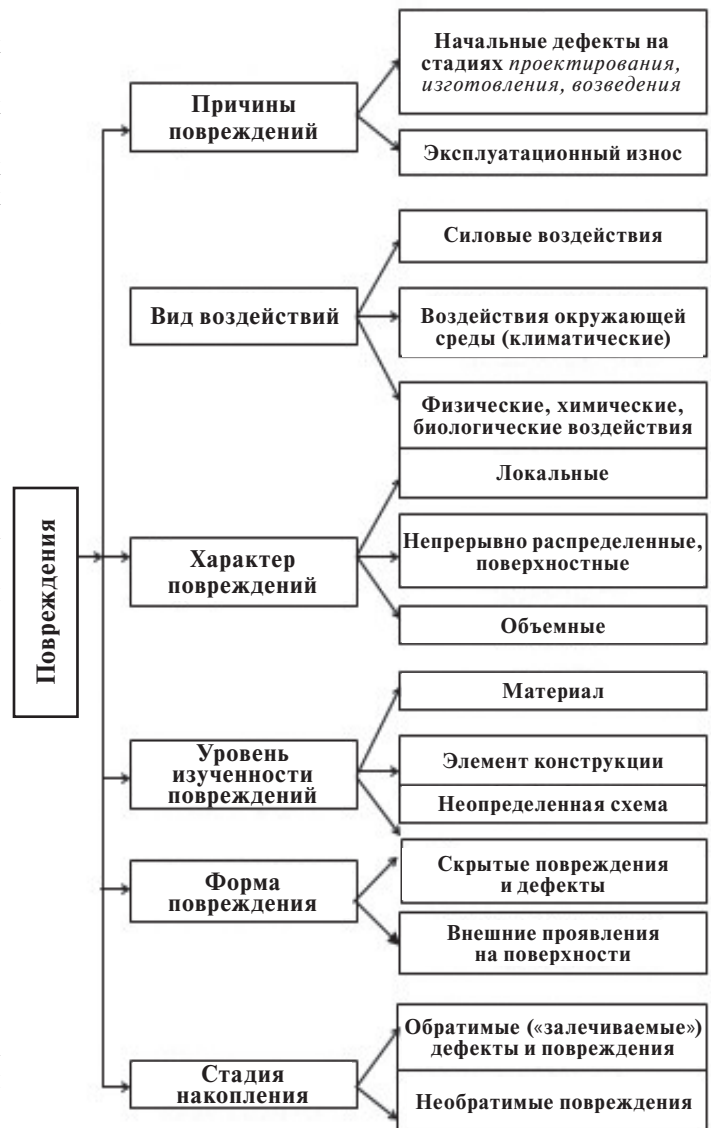 Повреждения
Причины
повреждений
Начальные дефекты на
стадиях проектирования,
изготовления, возведения
Эксплуатационный износ
Вид воздействий
Силовые воздействия
Воздействия окружающей
среды (климатические)
Физические, химические,
биологические воздействия
Характер
повреждений
Локальные
Непрерывно распределенные,
поверхностные
Объемные
Уровень
изученности
повреждений
Материал
Элемент конструкции
Неопределенная схема
Форма
повреждения
Скрытые повреждения
и дефекты
Внешние проявления
на поверхности
Стадия
накопления
Обратимые («залечиваемые»)
дефекты и повреждения
Необратимые повреждения